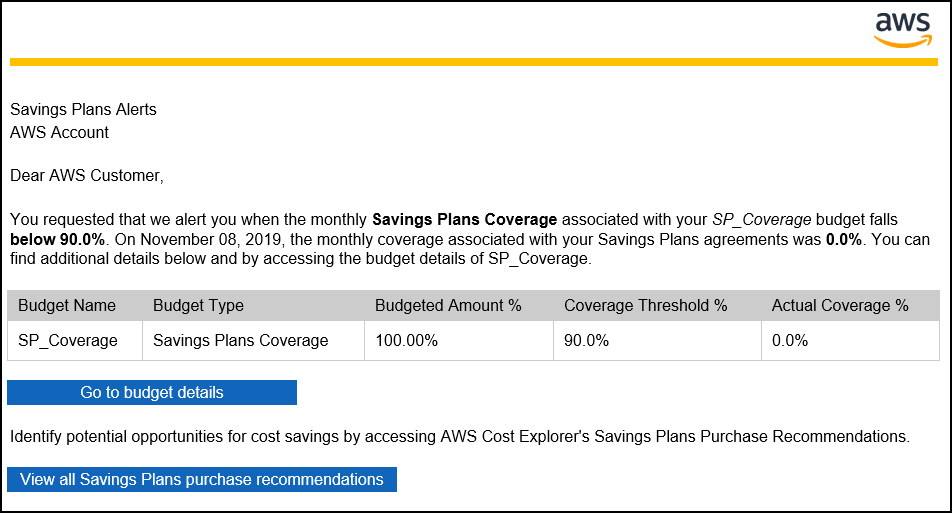 aws
Savings Plans Alerts
AWS Account
Dear AWS Customer,
You requested that we alert you when the monthly Savings Plans Coverage associated with your SP_Coverage budget falls
below 90.0%. On November 08, 2019, the monthly coverage associated with your Savings Plans agreements was 0.0%. You can
find additional details below and by accessing the budget details of SP_Coverage.
Budget Name Budget Type Budgeted Amount % Coverage Threshold % Actual Coverage %
SP_Coverage Savings Plans Coverage 100.00% 90.0% 0.0%
Go to budget details
Identify potential opportunities for cost savings by accessing AWS Cost Explorer's Savings Plans Purchase Recommendations.
View all Savings Plans purchase recommendations